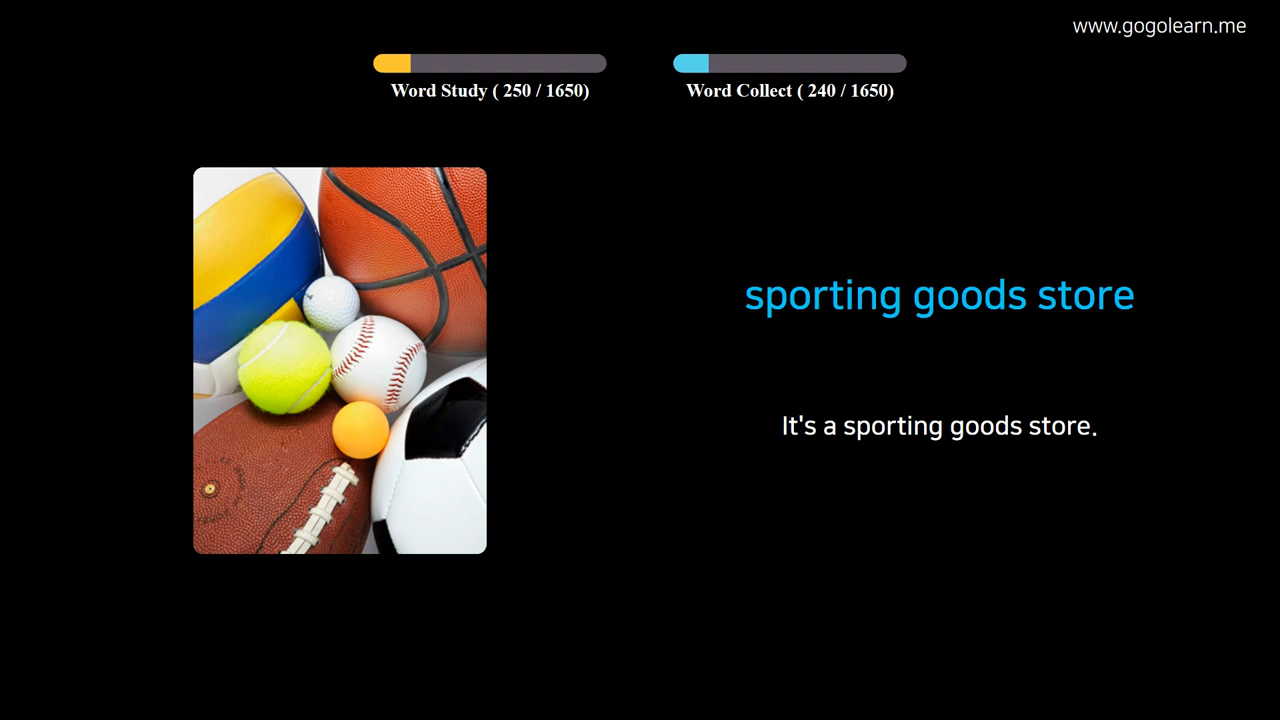 www.gogolearn.me
Word Study ( 250 / 1650)
Word Collect ( 240 / 1650)
sporting goods store
It's a sporting goods store.